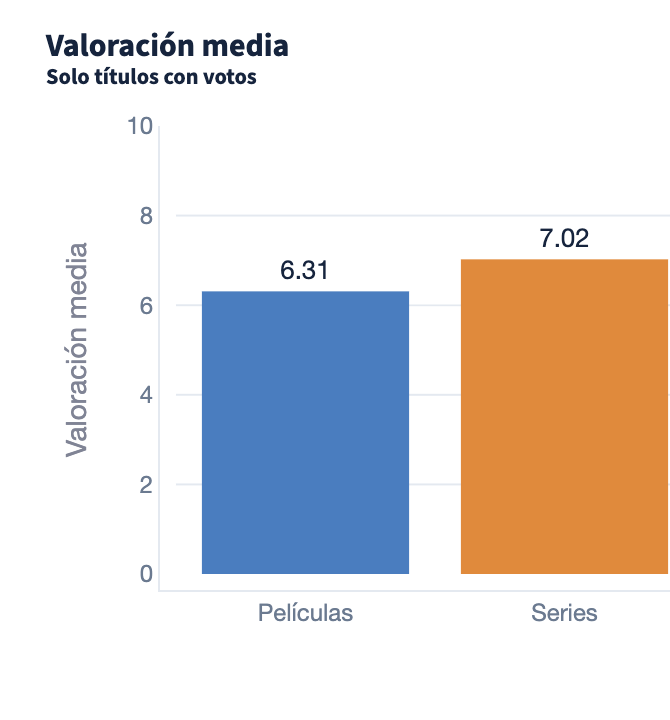 Valoración media
Solo títulos con votos
10
8
6
4
2
0
Valoración media
6.31
7.02
Películas
Series